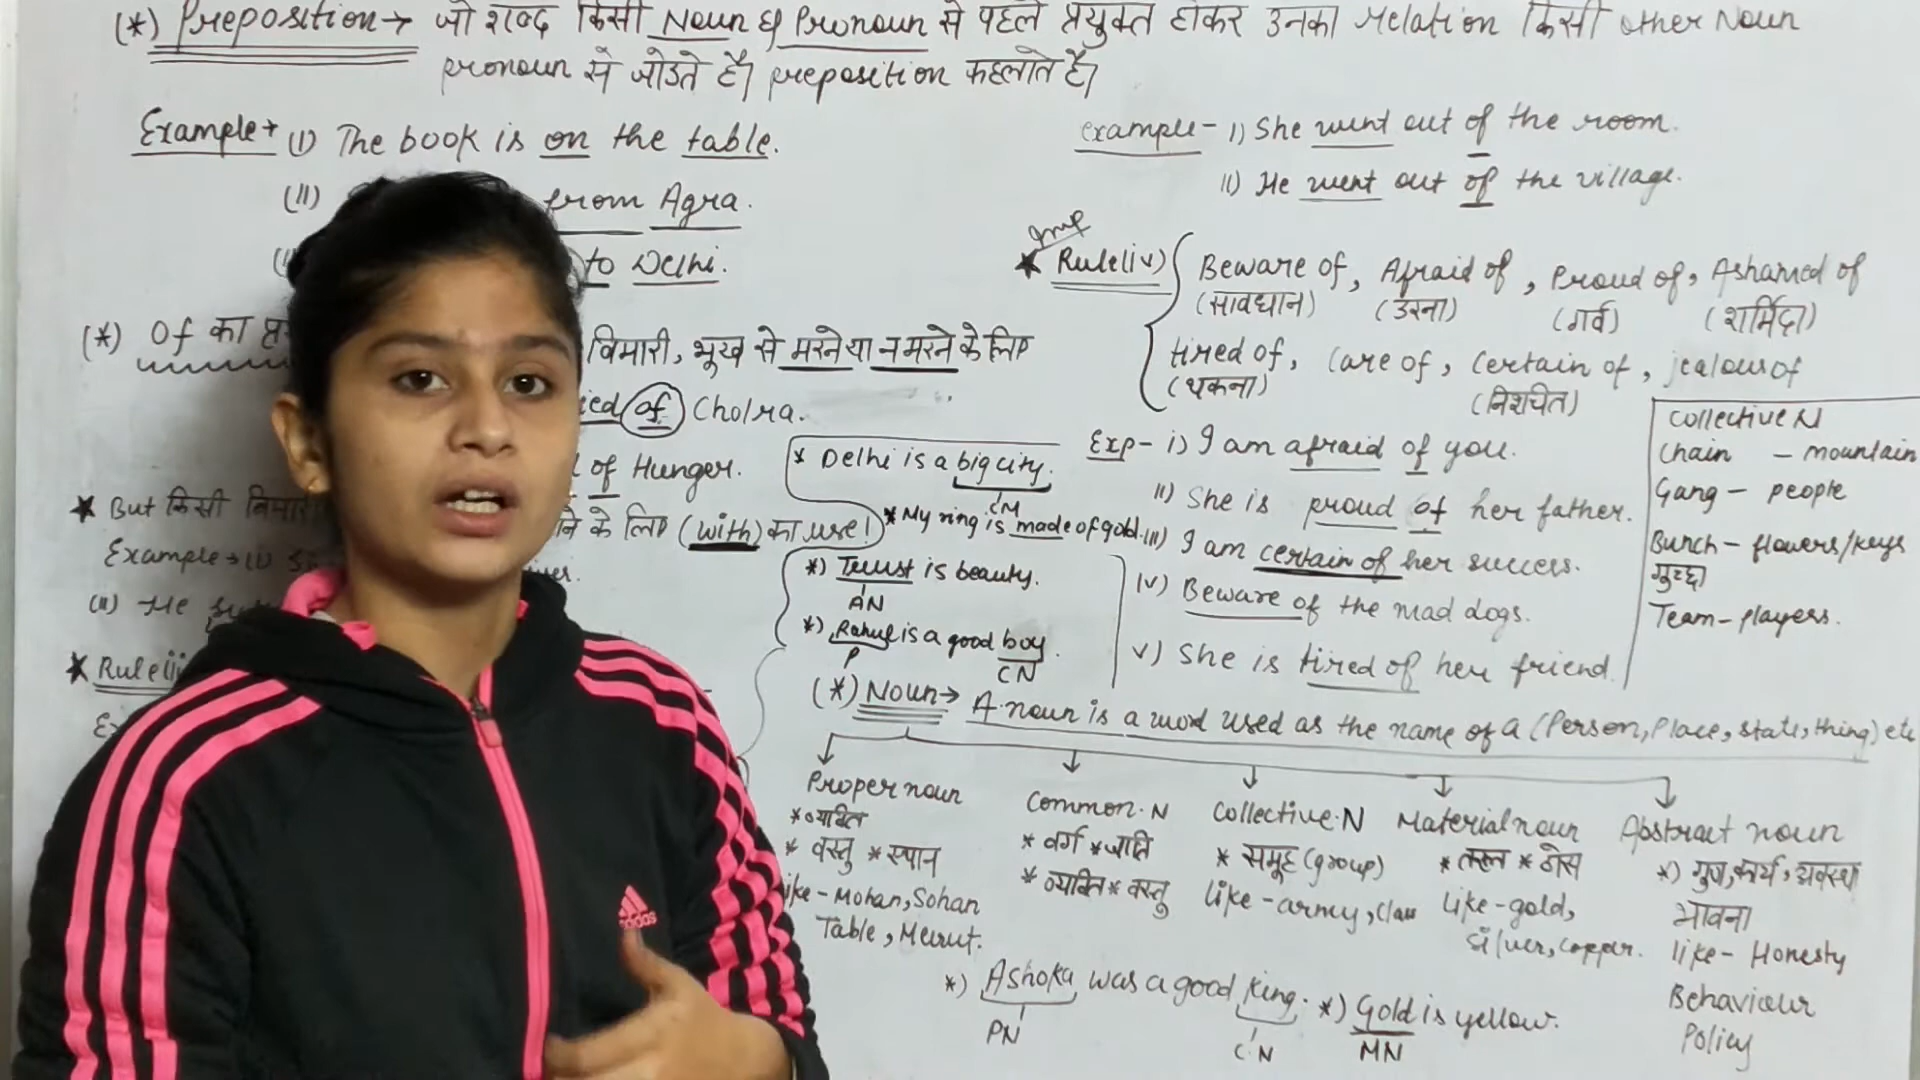 (*) Preposition→ जो शब्द किसी Noun & Pronoun से पहले प्रयुक्त होकर उनका relation किसी other Noun
pronoun से जोडते है। preposition कहलाते है।
Example→ (I) The book is on the table.
(II) from Agra.
to Delhi.
(*) Of का
बिमारी, भूख से मरने या न मरने के लिए
of Cholra.
of Hunger.
★ But किसी
के लिए (with) का use!
Example→ (i)
(II) He
★ Rule(ii
example- I) She went out of the room.
II) He went out of the village.
Imp
★ Rule(iv) Beware of, Afraid of, Proud of, Ashamed of
(सावधान) (डरना) (गर्व) (शर्मिंदा)
tired of, Care of, Certain of, jealous of
(थकना) (निश्चित)
Exp- i) I am afraid of you.
II) She is proud of her father.
III) I am certain of her success.
IV) Beware of the mad dogs.
V) She is tired of her friend.
Collective N
Chain - mountain
Gang - people
Bunch - flowers/keys
गुच्छा
Team - players.
* Delhi is a big city.
CM
* My ring is made of gold.
*) Trust is beauty.
AN
*) Rahul is a good boy.
P CN
(*) Noun→ A noun is a word used as the name of a (Person, Place, state, thing) etc
Proper noun
* व्यक्ति
* वस्तु * स्थान
like - Mohan, Sohan
Table, Meerut.
Common. N
* वर्ग * जाति
* व्यक्ति * वस्तु
Collective. N
* समूह (group)
like - army, class
Material noun
* तरल * ठोस
like - gold,
silver, copper.
Abstract noun
*) गुण, कार्य, अवस्था
भावना
like - Honesty
Behaviour
Policy
*) Ashoka was a good king.
PN C.N
*) Gold is yellow.
MN
adidas